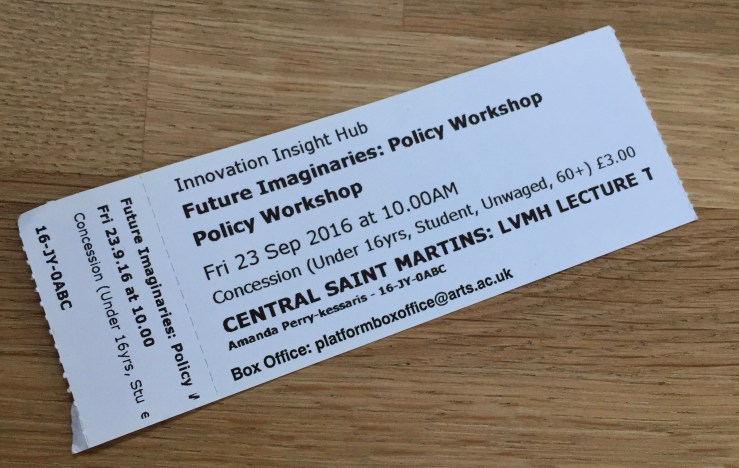 Innovation Insight Hub
Future Imaginaries: Policy Workshop
Policy Workshop
Fri 23 Sep 2016 at 10.00AM
Concession (Under 16yrs, Student, Unwaged, 60+) £3.00
CENTRAL SAINT MARTINS: LVMH LECTURE T
Amanda Perry-kessaris - 16-JY-0ABC
Box Office: platformboxoffice@arts.ac.uk
Future Imaginaries: Policy
Fri 23.9.16 at 10.00
Concession (Under 16yrs, Stu e
16-JY-0ABC